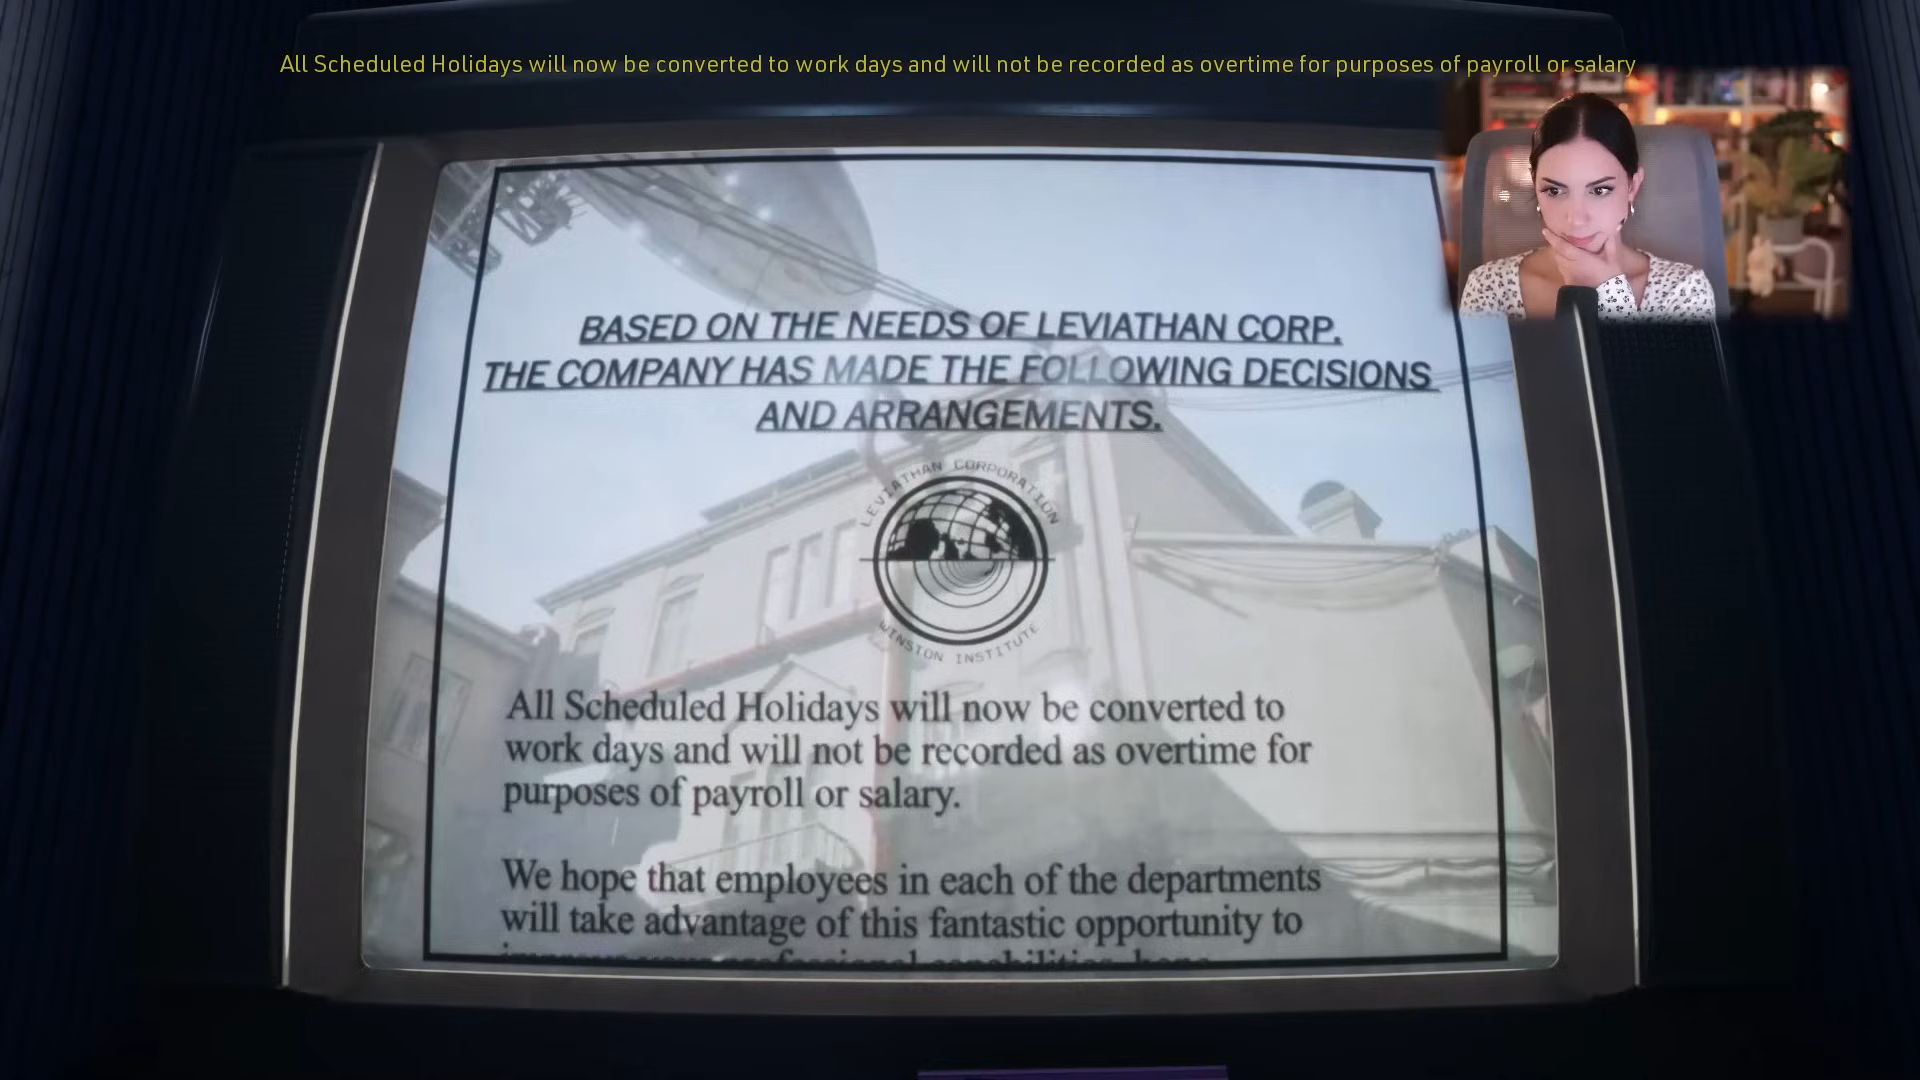 All Scheduled Holidays will now be converted to work days and will not be recorded as overtime for purposes of payroll or salary
BASED ON THE NEEDS OF LEVIATHAN CORP.
THE COMPANY HAS MADE THE FOLLOWING DECISIONS
AND ARRANGEMENTS.
LEVIATHAN CORPORATION
WINSTON INSTITUTE
All Scheduled Holidays will now be converted to
work days and will not be recorded as overtime for
purposes of payroll or salary.
We hope that employees in each of the departments
will take advantage of this fantastic opportunity to